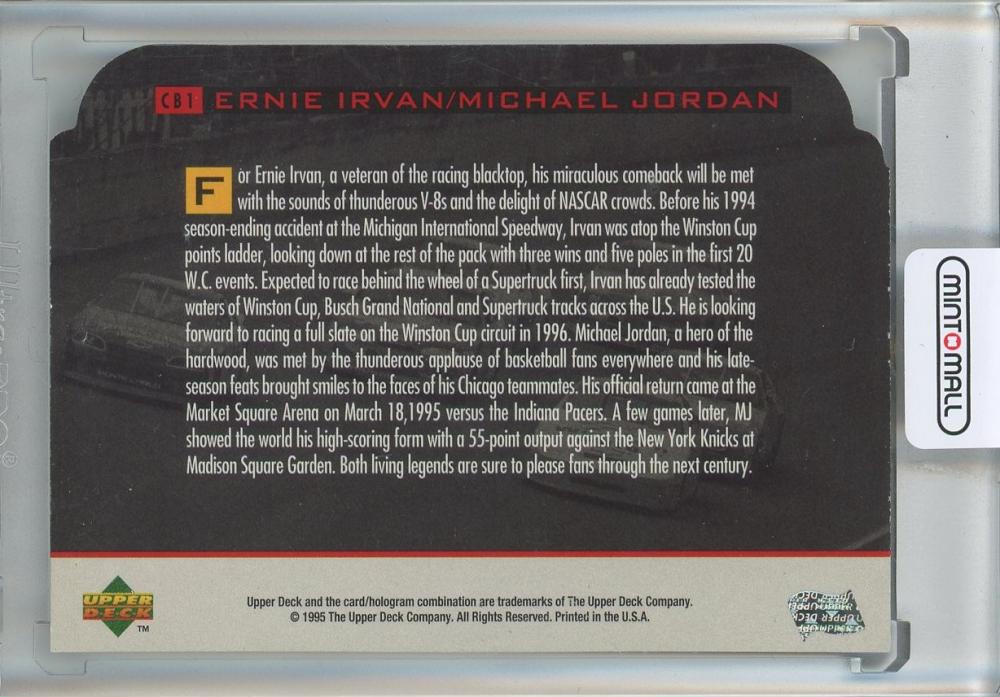 CB1 ERNIE IRVAN/MICHAEL JORDAN
For Ernie Irvan, a veteran of the racing blacktop, his miraculous comeback will be met
with the sounds of thunderous V-8s and the delight of NASCAR crowds. Before his 1994
season-ending accident at the Michigan International Speedway, Irvan was atop the Winston Cup
points ladder, looking down at the rest of the pack with three wins and five poles in the first 20
W.C. events. Expected to race behind the wheel of a Supertruck first, Irvan has already tested the
waters of Winston Cup, Busch Grand National and Supertruck tracks across the U.S. He is looking
forward to racing a full slate on the Winston Cup circuit in 1996. Michael Jordan, a hero of the
hardwood, was met by the thunderous applause of basketball fans everywhere and his late-
season feats brought smiles to the faces of his Chicago teammates. His official return came at the
Market Square Arena on March 18,1995 versus the Indiana Pacers. A few games later, MJ
showed the world his high-scoring form with a 55-point output against the New York Knicks at
Madison Square Garden. Both living legends are sure to please fans through the next century.
MINT MALL
UPPER
D·E·C·K
TM
Upper Deck and the card/hologram combination are trademarks of The Upper Deck Company.
© 1995 The Upper Deck Company. All Rights Reserved. Printed in the U.S.A.